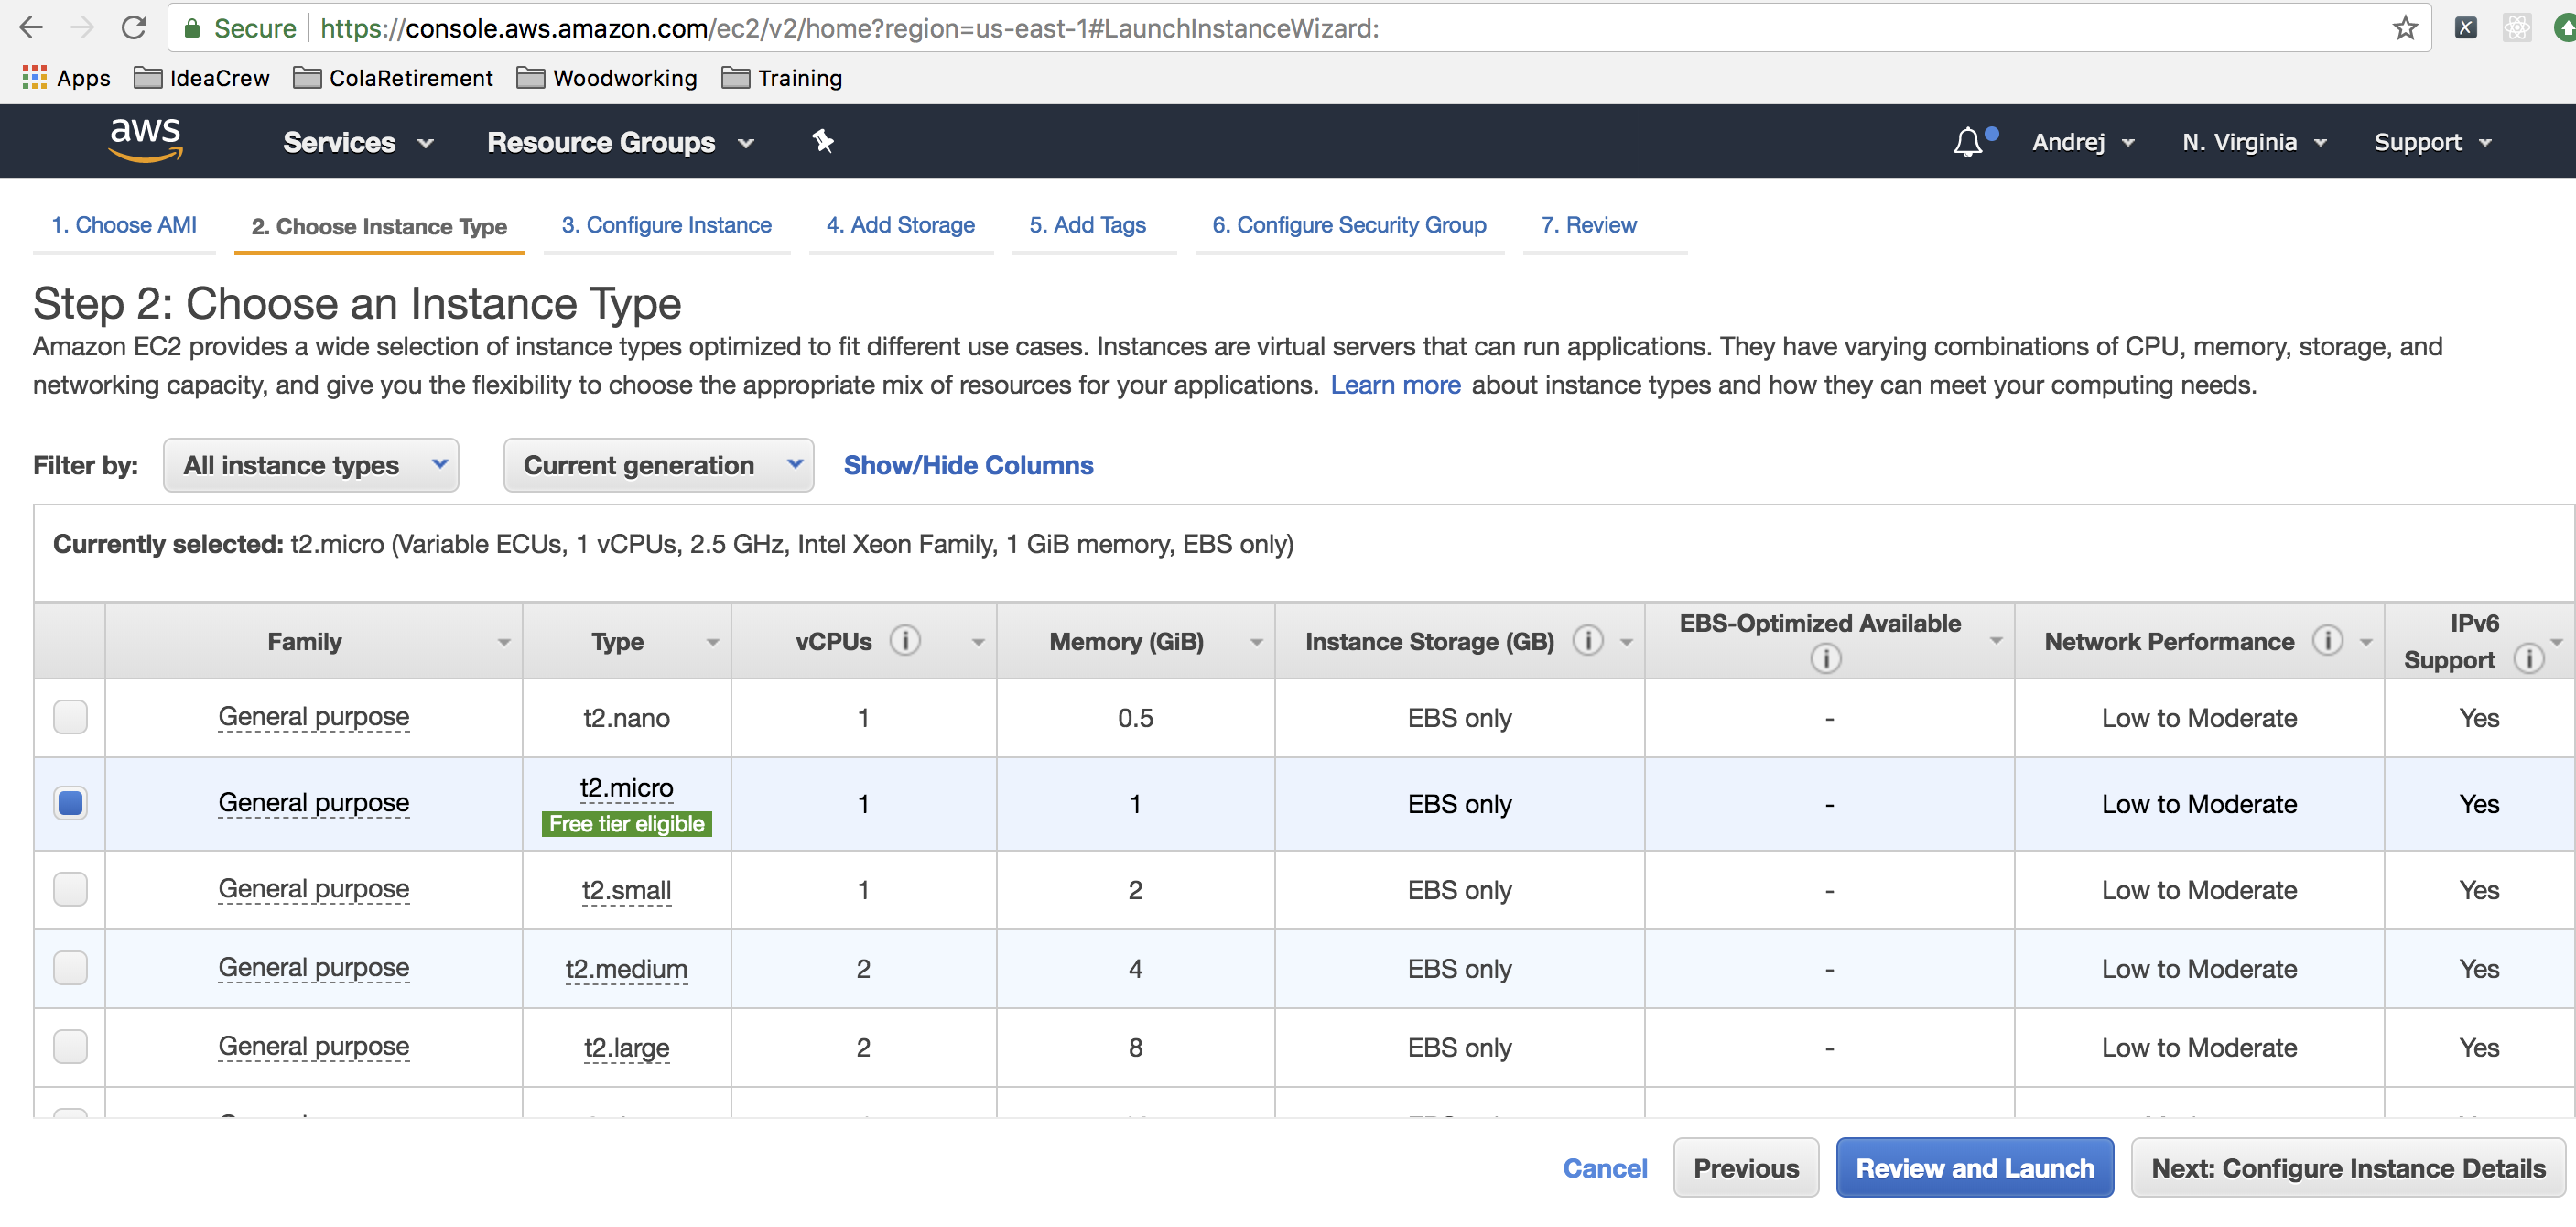 Secure https://console.aws.amazon.com/ec2/v2/home?region=us-east-1#LaunchInstanceWizard:
Apps IdeaCrew ColaRetirement Woodworking Training
aws Services Resource Groups Andrej N. Virginia Support
1. Choose AMI 2. Choose Instance Type 3. Configure Instance 4. Add Storage 5. Add Tags 6. Configure Security Group 7. Review
Step 2: Choose an Instance Type
Amazon EC2 provides a wide selection of instance types optimized to fit different use cases. Instances are virtual servers that can run applications. They have varying combinations of CPU, memory, storage, and
networking capacity, and give you the flexibility to choose the appropriate mix of resources for your applications. Learn more about instance types and how they can meet your computing needs.
Filter by: All instance types Current generation Show/Hide Columns
Currently selected: t2.micro (Variable ECUs, 1 vCPUs, 2.5 GHz, Intel Xeon Family, 1 GiB memory, EBS only)
Family Type vCPUs Memory (GiB) Instance Storage (GB) EBS-Optimized Available Network Performance IPv6 Support
General purpose t2.nano 1 0.5 EBS only - Low to Moderate Yes
General purpose t2.micro 1 1 EBS only - Low to Moderate Yes
Free tier eligible
General purpose t2.small 1 2 EBS only - Low to Moderate Yes
General purpose t2.medium 2 4 EBS only - Low to Moderate Yes
General purpose t2.large 2 8 EBS only - Low to Moderate Yes
Cancel Previous Review and Launch Next: Configure Instance Details